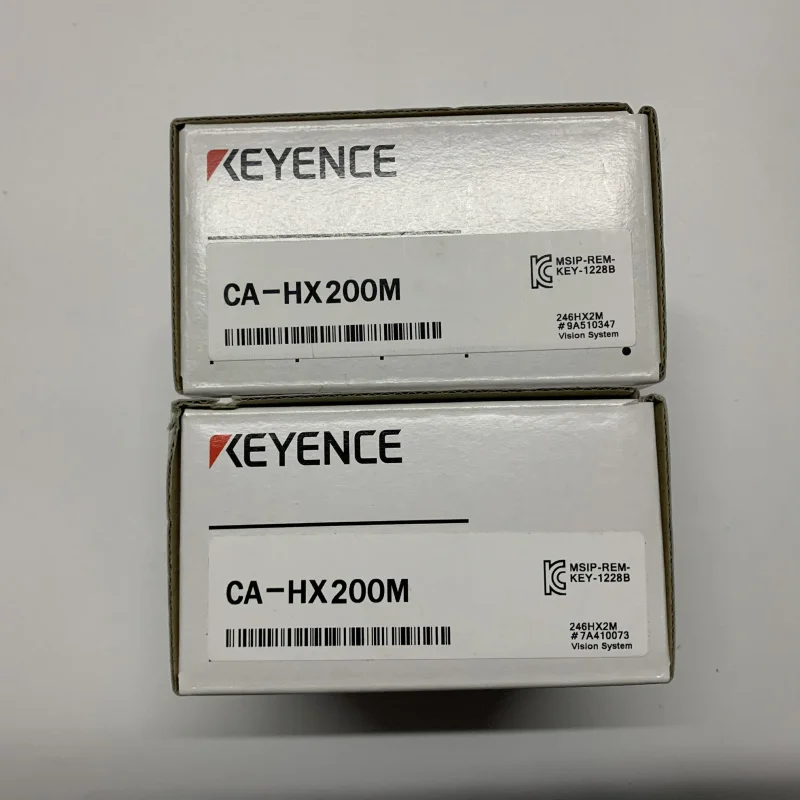 KEYENCE
CA-HX200M
MSIP-REM-
KEY-1228B
246HX2M
#9A510347
Vision System
KEYENCE
CA-HX200M
MSIP-REM-
KEY-1228B
246HX2M
#7A410073
Vision System